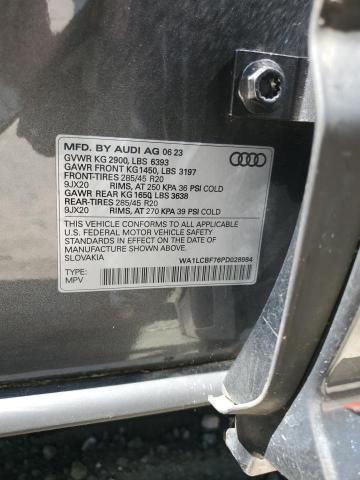 MFD. BY AUDI AG 06 23
GVWR KG 2900, LBS 6393
GAWR FRONT KG1450, LBS 3197
FRONT-TIRES 285/45 R20
9JX20 RIMS, AT 250 KPA 36 PSI COLD
GAWR REAR KG 1650, LBS 3638
REAR-TIRES 285/45 R20
9JX20 RIMS, AT 270 KPA 39 PSI COLD
THIS VEHICLE CONFORMS TO ALL APPLICABLE
U.S. FEDERAL MOTOR VEHICLE SAFETY
STANDARDS IN EFFECT ON THE DATE OF
MANUFACTURE SHOWN ABOVE.
SLOVAKIA
WA1LCBF76PD028984
TYPE:
MPV